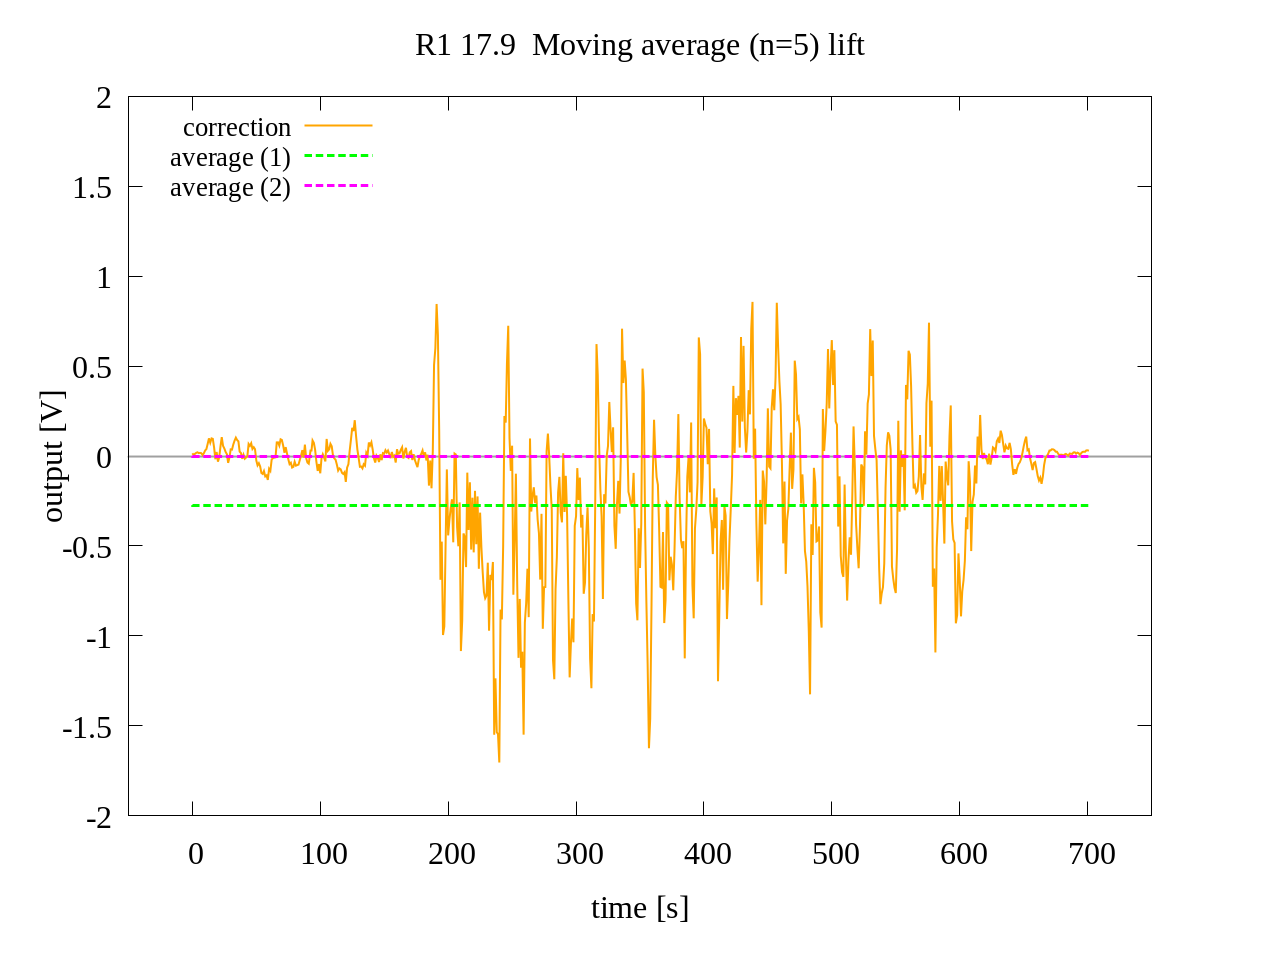 R1 17.9  Moving average (n=5) lift
correction
average (1)
average (2)
output [V]
2
1.5
1
0.5
0
-0.5
-1
-1.5
-2
0 100 200 300 400 500 600 700
time [s]